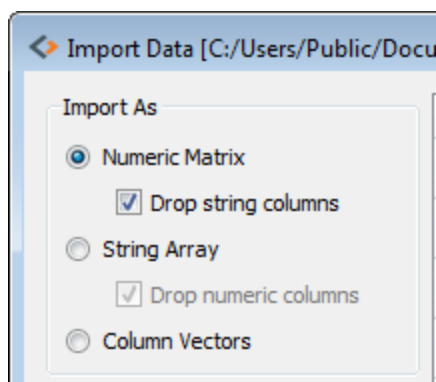 Import Data [C:/Users/Public/Docu
Import As
Numeric Matrix
Drop string columns
String Array
Drop numeric columns
Column Vectors